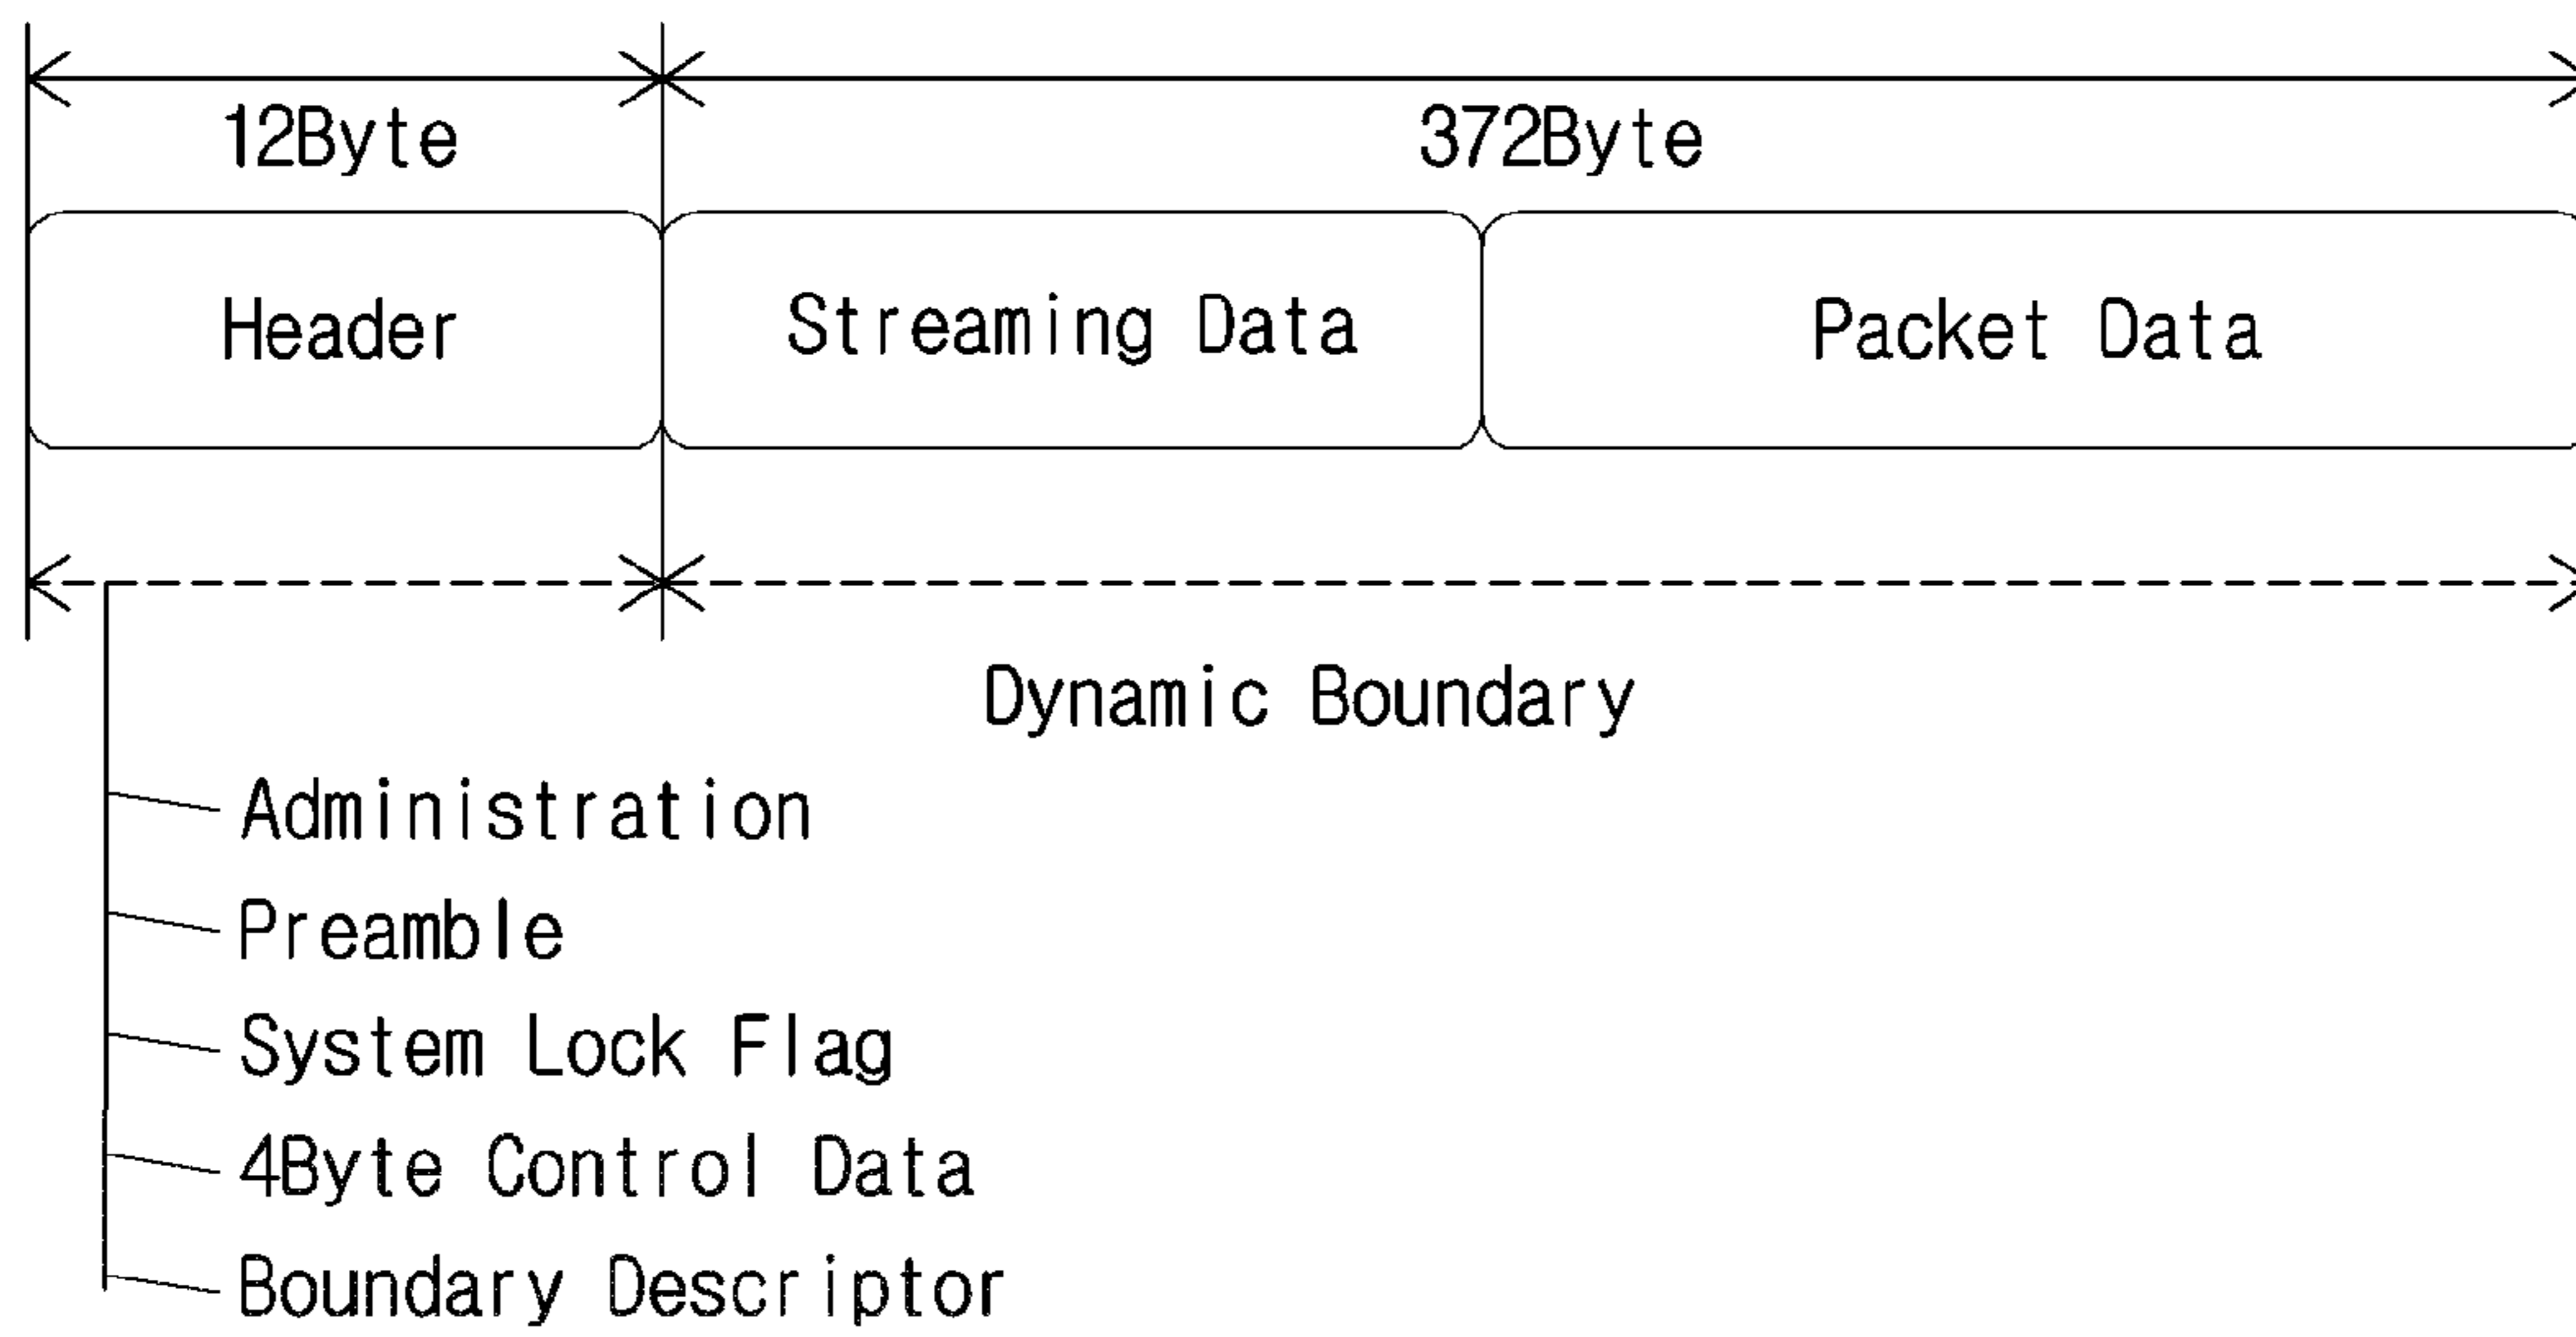 12Byte
372Byte
Header
Streaming Data
Packet Data
Dynamic Boundary
Administration
Preamble
System Lock Flag
4Byte Control Data
Boundary Descriptor